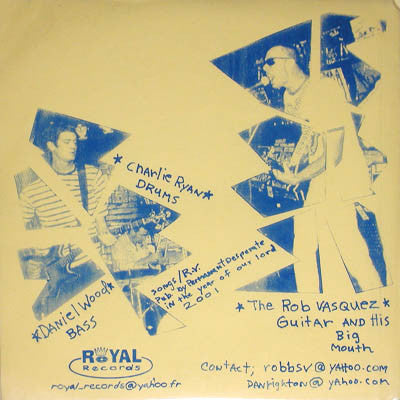 *Charlie Ryan*
DRUMS
songs/R.V.
Pub by Permanent Desperate
in the year of our lord
2001
*Daniel Wood*
BASS
*The Rob Vasquez*
Guitar and His
Big
Mouth
ROYAL
Records
royal_records@yahoo.fr
Contact; robbsv@yahoo.com
Danrighton@yahoo.com